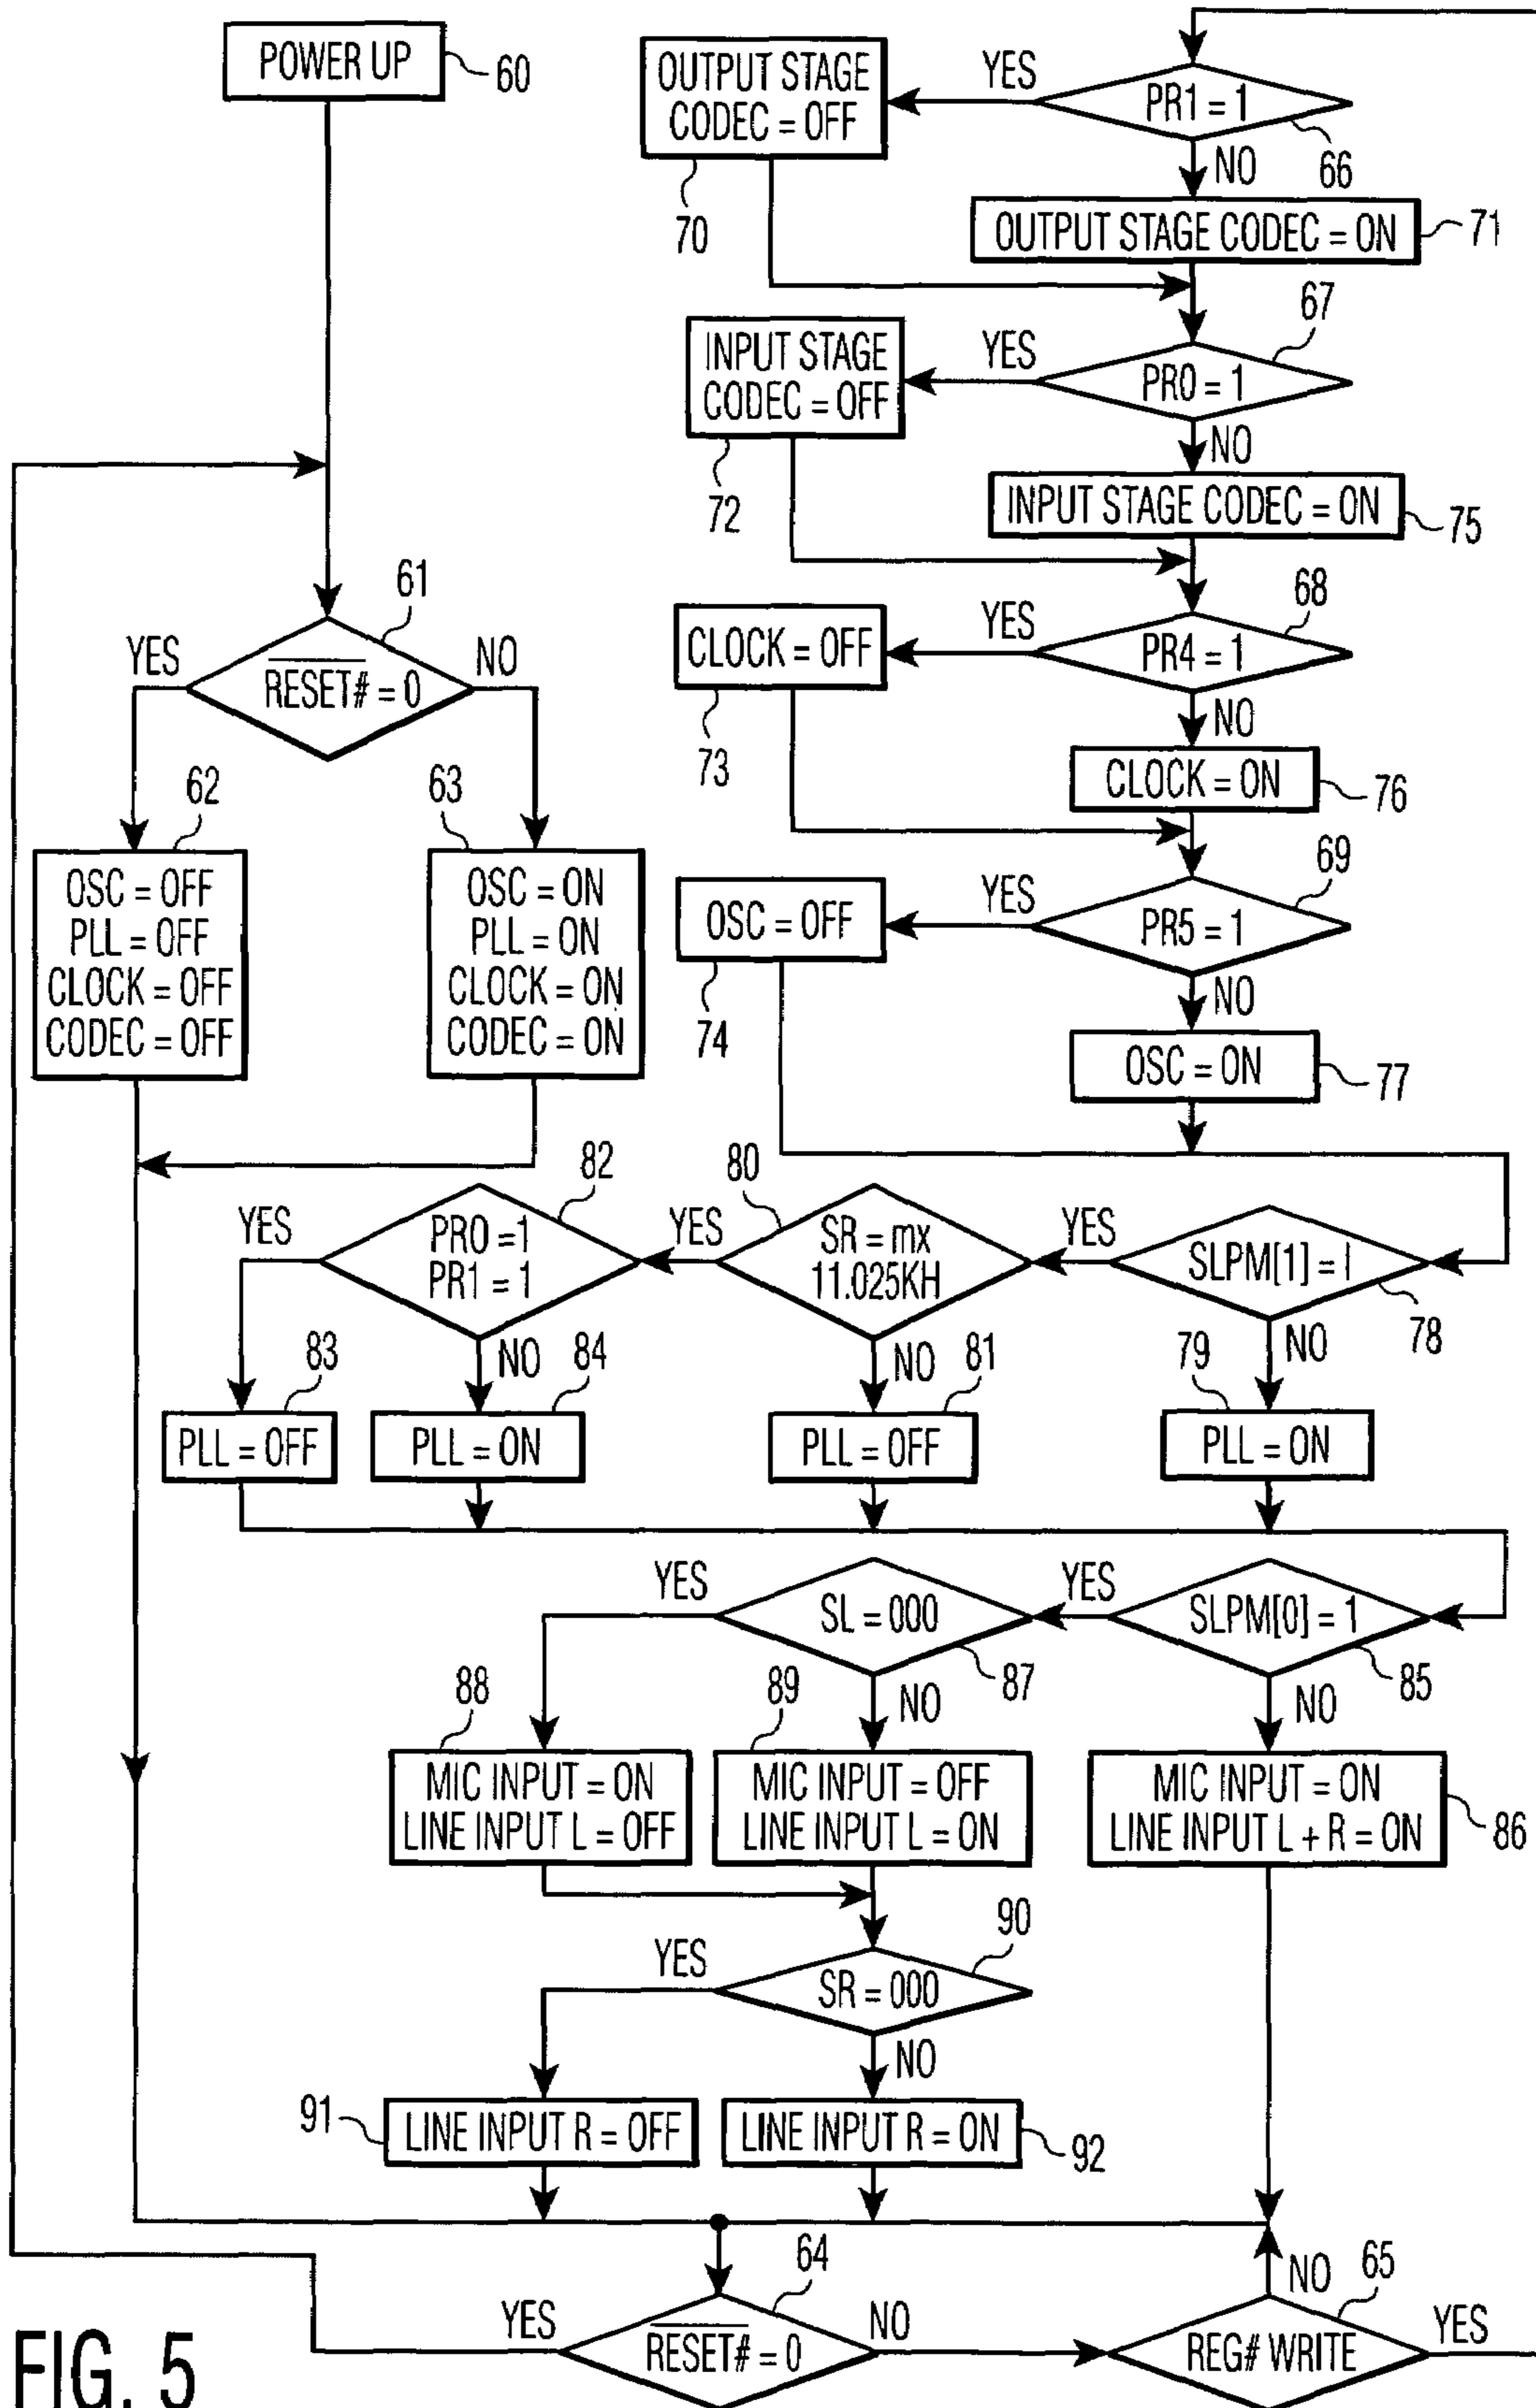 POWER UP
60
OUTPUT STAGE
CODEC = OFF
70
YES
PR1 = 1
66
NO
OUTPUT STAGE CODEC = ON
71
67
INPUT STAGE
CODEC = OFF
72
YES
PR0 = 1
NO
INPUT STAGE CODEC = ON
75
61
YES
RESET# = 0
NO
68
CLOCK = OFF
73
YES
PR4 = 1
NO
CLOCK = ON
76
62
OSC = OFF
PLL = OFF
CLOCK = OFF
CODEC = OFF
63
OSC = ON
PLL = ON
CLOCK = ON
CODEC = ON
69
OSC = OFF
74
YES
PR5 = 1
NO
OSC = ON
77
82
YES
PR0 =1
PR1 = 1
NO
80
YES
SR = mx
11.025KH
NO
YES
SLPM[1] = I
78
NO
83
PLL = OFF
84
PLL = ON
81
PLL = OFF
79
PLL = ON
YES
SL = 000
87
NO
YES
SLPM[0] = 1
85
NO
88
MIC INPUT = ON
LINE INPUT L = OFF
89
MIC INPUT = OFF
LINE INPUT L = ON
MIC INPUT = ON
LINE INPUT L + R = ON
86
90
YES
SR = 000
NO
91
LINE INPUT R = OFF
LINE INPUT R = ON
92
64
YES
RESET# = 0
NO
65
NO
REG# WRITE
YES
FIG. 5